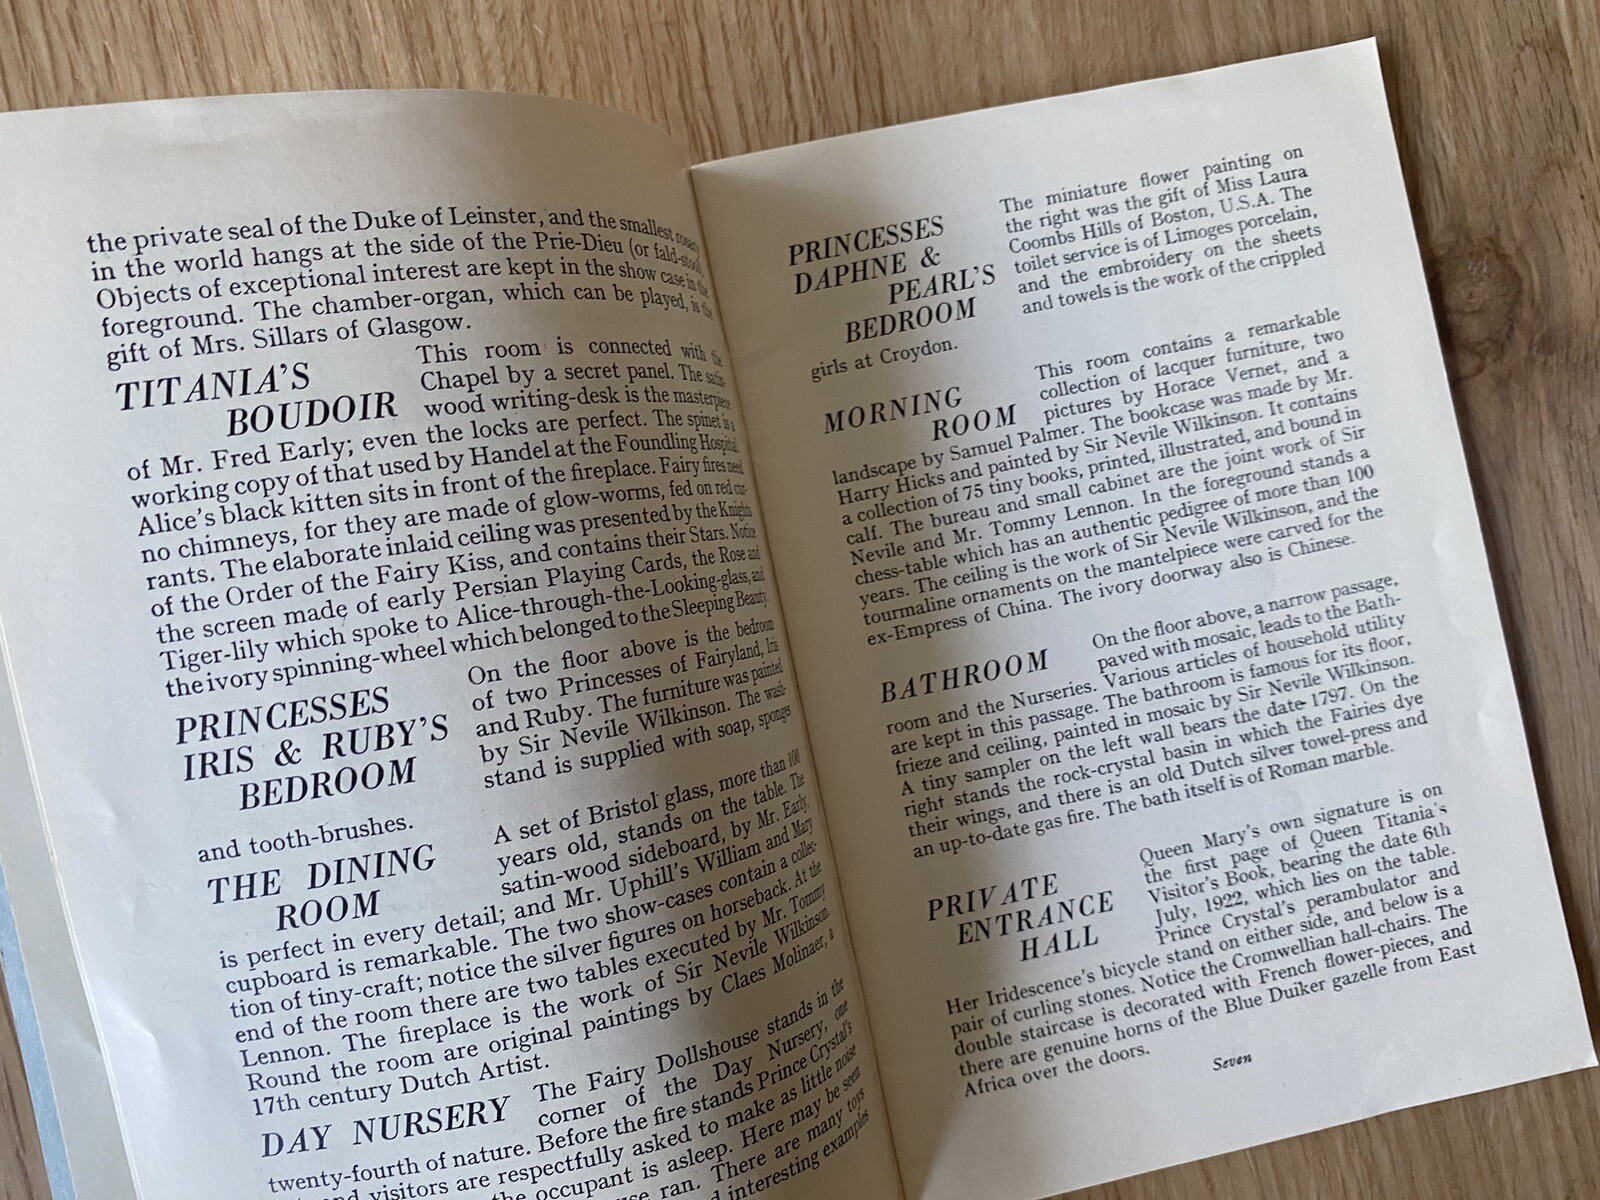 the private seal of the Duke of Leinster, and the smallest rosary
in the world hangs at the side of the Prie-Dieu (or fald-stool).
Objects of exceptional interest are kept in the show case in the
foreground. The chamber-organ, which can be played, is the
gift of Mrs. Sillars of Glasgow.
TITANIA'S
BOUDOIR
This room is connected with the
Chapel by a secret panel. The satin-
wood writing-desk is the masterpiece
of Mr. Fred Early; even the locks are perfect. The spinet is a
working copy of that used by Handel at the Foundling Hospital.
Alice's black kitten sits in front of the fireplace. Fairy fires need
no chimneys, for they are made of glow-worms, fed on red cur-
rants. The elaborate inlaid ceiling was presented by the Knights
of the Order of the Fairy Kiss, and contains their Stars. Notice
the screen made of early Persian Playing Cards, the Rose and
Tiger-lily which spoke to Alice-through-the-Looking-glass, and
the ivory spinning-wheel which belonged to the Sleeping Beauty.
PRINCESSES
IRIS & RUBY'S
BEDROOM
On the floor above is the bedroom
of two Princesses of Fairyland, Iris
and Ruby. The furniture was painted
by Sir Nevile Wilkinson. The wash-
stand is supplied with soap, sponges
and tooth-brushes.
THE DINING
ROOM
A set of Bristol glass, more than 100
years old, stands on the table. The
satin-wood sideboard, by Mr. Early,
is perfect in every detail; and Mr. Uphill's William and Mary
cupboard is remarkable. The two show-cases contain a collec-
tion of tiny-craft; notice the silver figures on horseback. At the
end of the room there are two tables executed by Mr. Tommy
Lennon. The fireplace is the work of Sir Nevile Wilkinson.
Round the room are original paintings by Claes Molinaer, a
17th century Dutch Artist.
DAY NURSERY
The Fairy Dollshouse stands in the
corner of the Day Nursery, one
twenty-fourth of nature. Before the fire stands Prince Crystal's
and visitors are respectfully asked to make as little noise
the occupant is asleep. Here may be seen
ran. There are many toys
interesting examples
PRINCESSES
DAPHNE &
PEARL'S
BEDROOM
The miniature flower painting on
the right was the gift of Miss Laura
Coombs Hills of Boston, U.S.A. The
toilet service is of Limoges porcelain,
and the embroidery on the sheets
and towels is the work of the crippled
girls at Croydon.
MORNING
ROOM
This room contains a remarkable
collection of lacquer furniture, two
pictures by Horace Vernet, and a
landscape by Samuel Palmer. The bookcase was made by Mr.
Harry Hicks and painted by Sir Nevile Wilkinson. It contains
a collection of 75 tiny books, printed, illustrated, and bound in
calf. The bureau and small cabinet are the joint work of Sir
Nevile and Mr. Tommy Lennon. In the foreground stands a
chess-table which has an authentic pedigree of more than 100
years. The ceiling is the work of Sir Nevile Wilkinson, and the
tourmaline ornaments on the mantelpiece were carved for the
ex-Empress of China. The ivory doorway also is Chinese.
BATHROOM
On the floor above, a narrow passage,
paved with mosaic, leads to the Bath-
room and the Nurseries. Various articles of household utility
are kept in this passage. The bathroom is famous for its floor,
frieze and ceiling, painted in mosaic by Sir Nevile Wilkinson.
A tiny sampler on the left wall bears the date 1797. On the
right stands the rock-crystal basin in which the Fairies dye
their wings, and there is an old Dutch silver towel-press and
an up-to-date gas fire. The bath itself is of Roman marble.
PRIVATE
ENTRANCE
HALL
Queen Mary's own signature is on
the first page of Queen Titania's
Visitor's Book, bearing the date 6th
July, 1922, which lies on the table.
Prince Crystal's perambulator and
Her Iridescence's bicycle stand on either side, and below is a
pair of curling stones. Notice the Cromwellian hall-chairs. The
double staircase is decorated with French flower-pieces, and
there are genuine horns of the Blue Duiker gazelle from East
Africa over the doors.
Seven